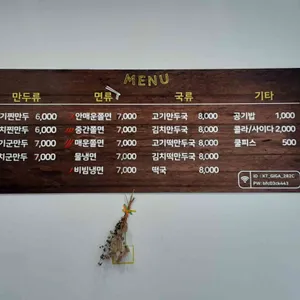 MENU
만두류 면류 국류 기타
기찐만두 6,000 안매운쫄면 7,000 고기만두국 8,000 공기밥 1,000
치찐만두 6,000 중간쫄면 7,000 김치만두국 8,000 콜라/사이다 2,000
기군만두 7,000 매운쫄면 7,000 고기떡만두국 8,000 쿨피스 500
치군만두 7,000 물냉면 7,000 김치떡만두국 8,000
비빔냉면 7,000 떡국 8,000